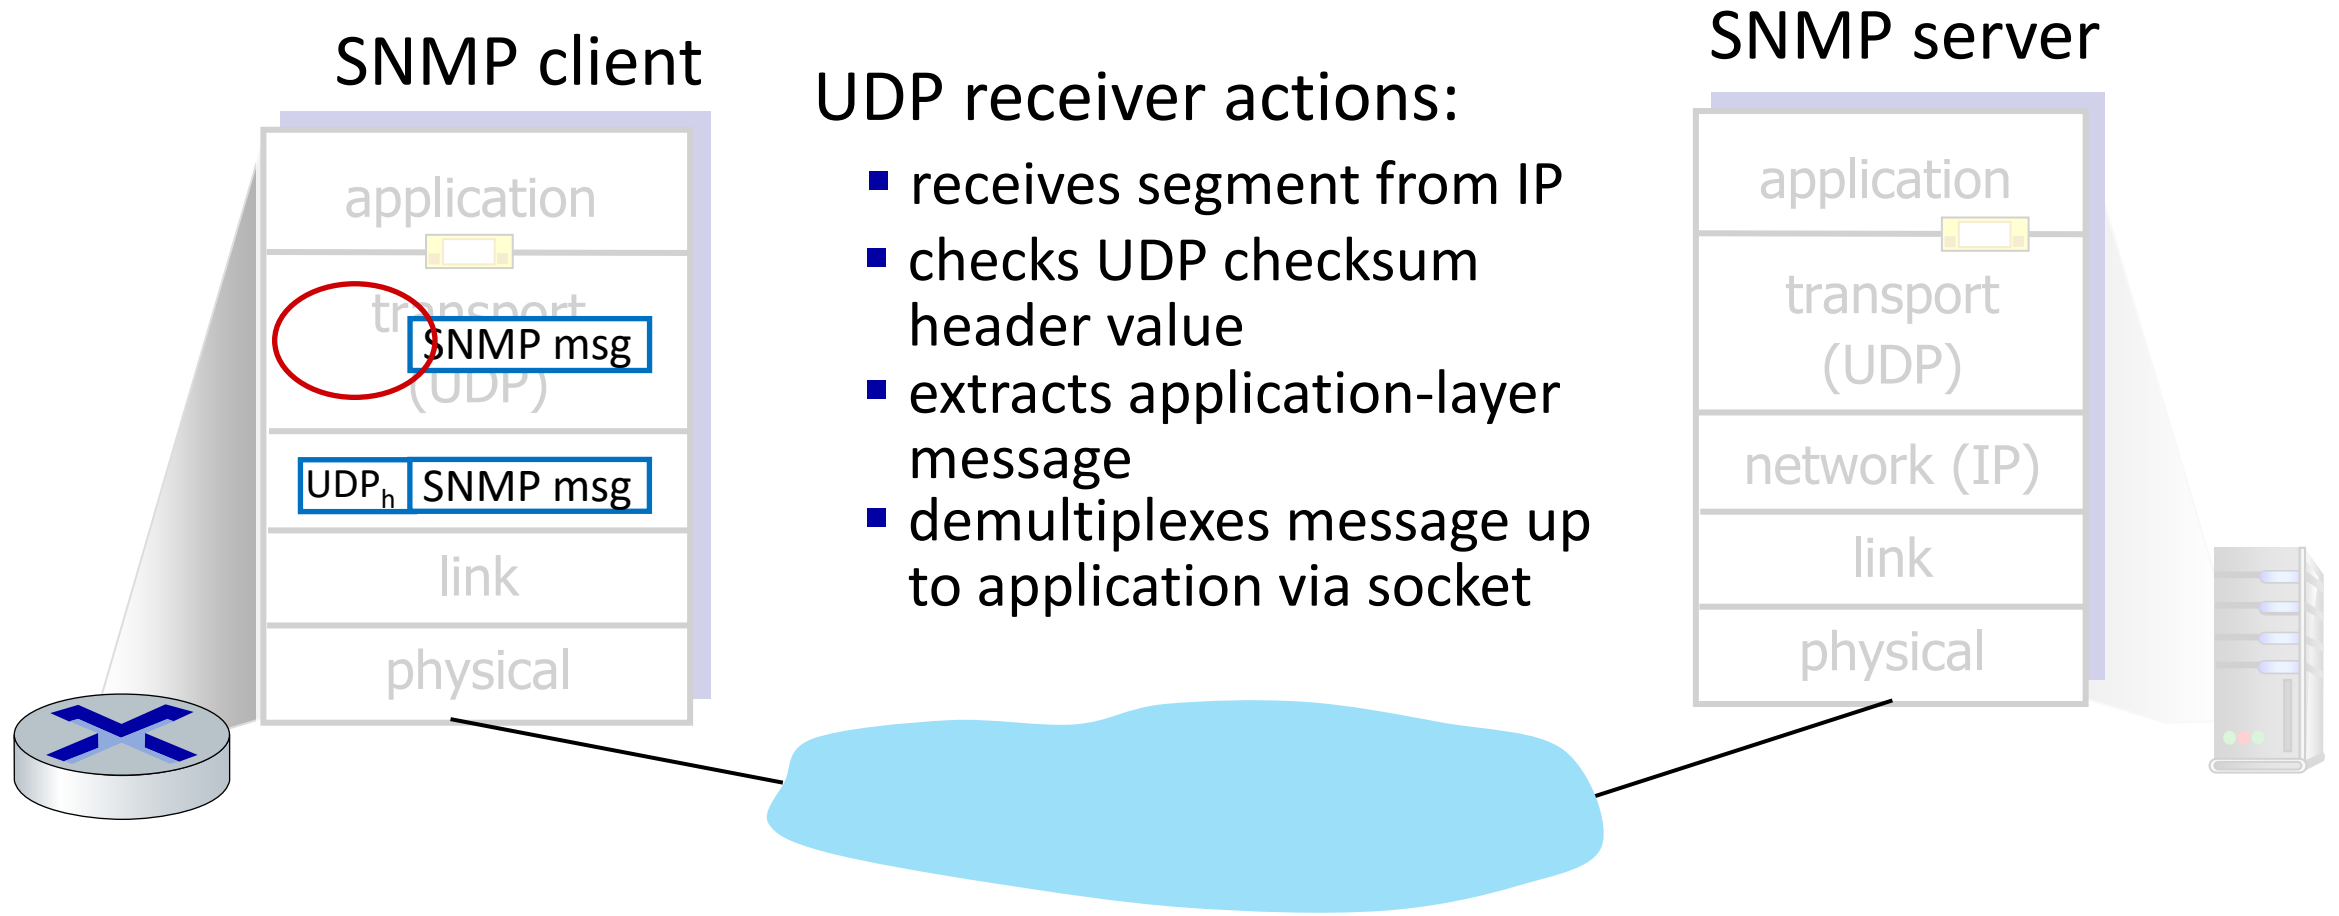 SNMP client
application
transport
SNMP msg
(UDP)
UDPh SNMP msg
link
physical
UDP receiver actions:
receives segment from IP
checks UDP checksum
header value
extracts application-layer
message
demultiplexes message up
to application via socket
SNMP server
application
transport
(UDP)
network (IP)
link
physical